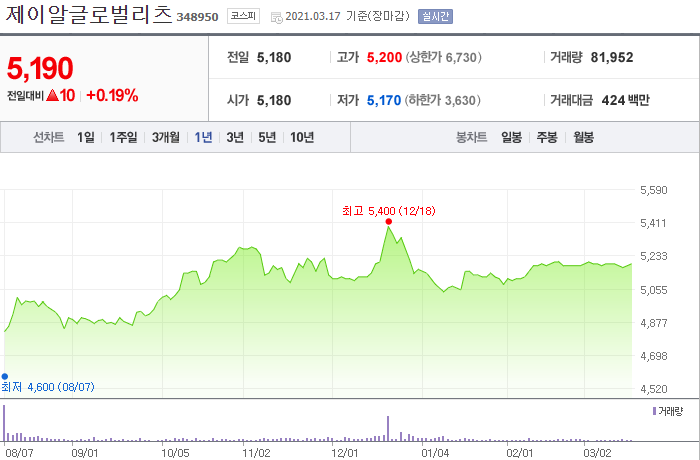 제이알글로벌리츠 348950 코스피 2021.03.17 기준(장마감) 실시간
5,190
전일대비 ▲10 +0.19%
전일 5,180 고가 5,200 (상한가 6,730) 거래량 81,952
시가 5,180 저가 5,170 (하한가 3,630) 거래대금 424 백만
선차트 1일 1주일 3개월 1년 3년 5년 10년 봉차트 일봉 주봉 월봉
5,590
최고 5,400 (12/18)
5,411
5,233
5,055
4,877
4,698
최저 4,600 (08/07)
4,520
거래량
08/07 09/01 10/05 11/02 12/01 01/04 02/01 03/02